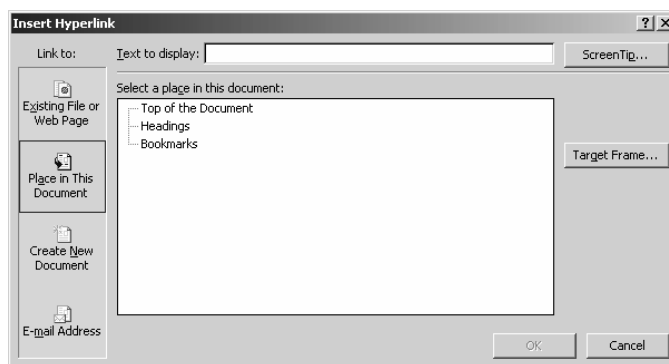 Insert Hyperlink
Link to:
Text to display:
ScreenTip...
Existing File or
Web Page
Place in This
Document
Create New
Document
E-mail Address
Select a place in this document:
Top of the Document
Headings
Bookmarks
Target Frame...
OK
Cancel